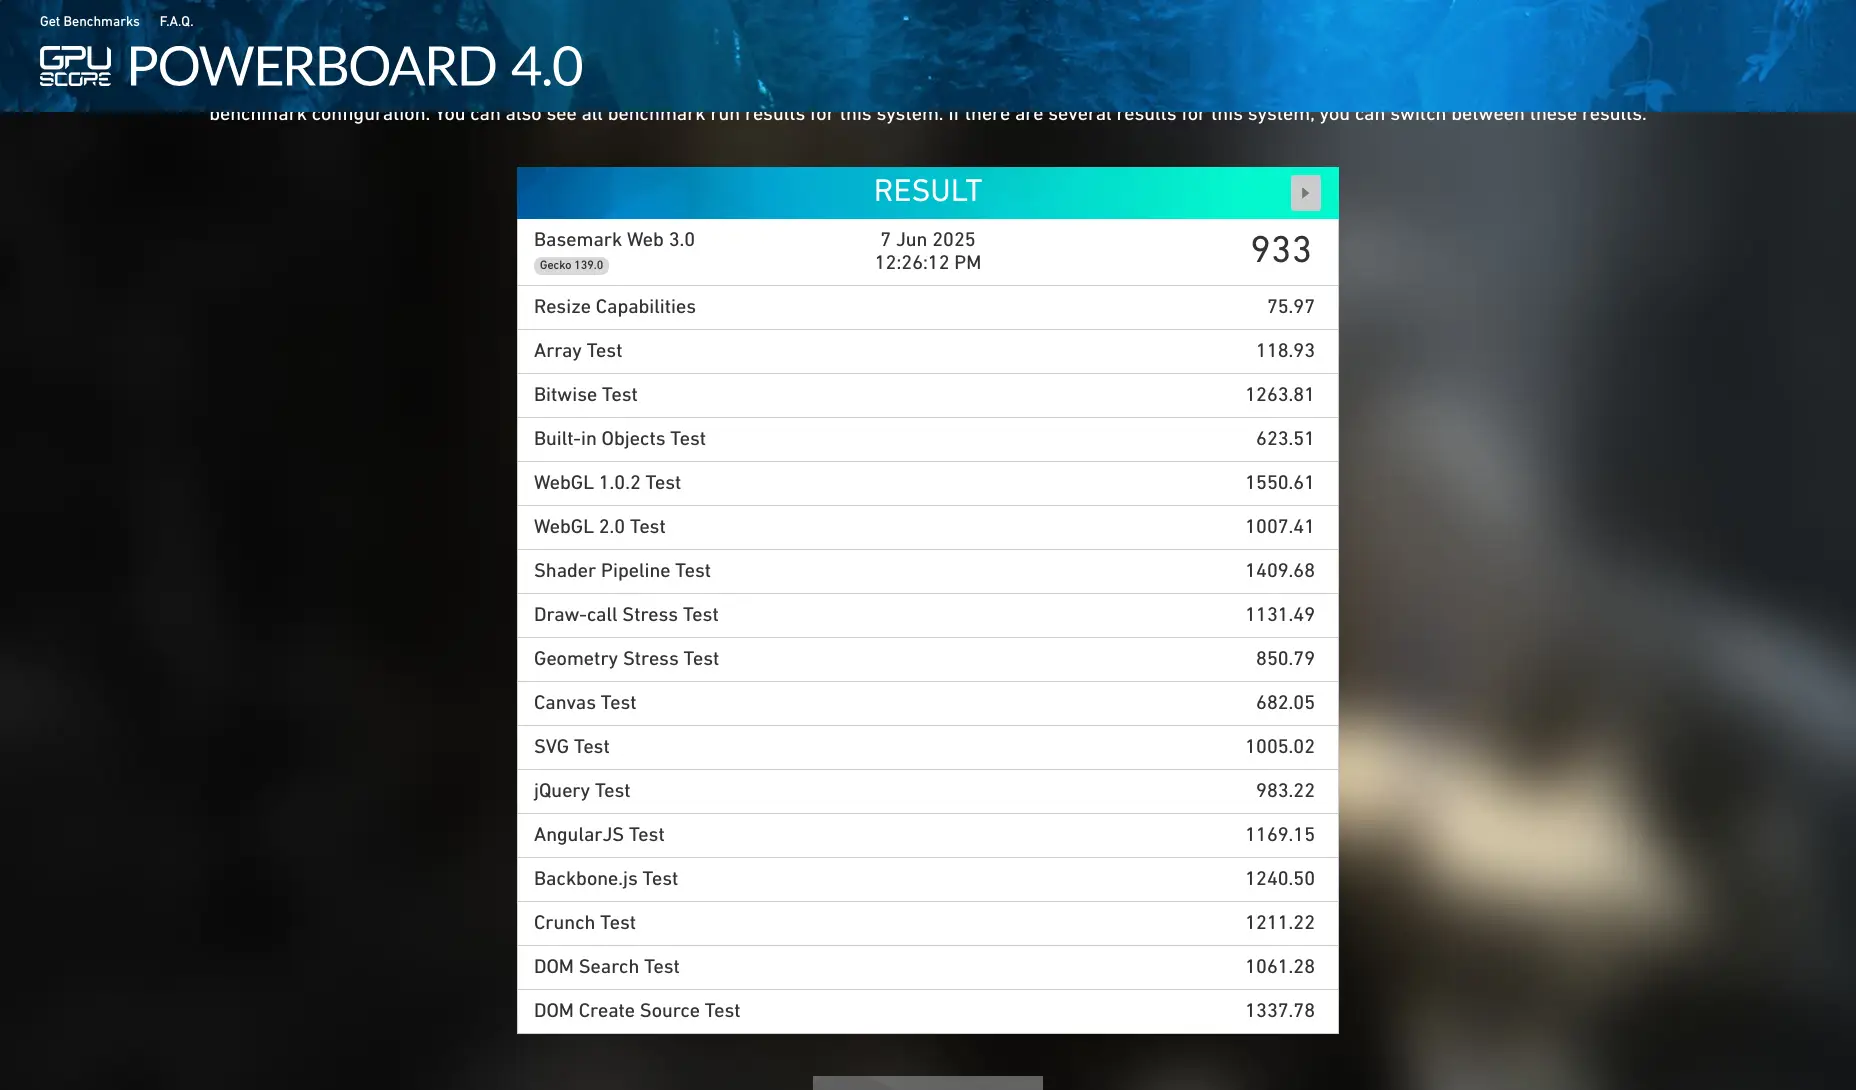 Get Benchmarks F.A.Q.
GPU SCORE POWERBOARD 4.0
benchmark configuration. You can also see all benchmark run results for this system. If there are several results for this system, you can switch between these results.
RESULT
Basemark Web 3.0 7 Jun 2025 933
Gecko 139.0 12:26:12 PM
Resize Capabilities 75.97
Array Test 118.93
Bitwise Test 1263.81
Built-in Objects Test 623.51
WebGL 1.0.2 Test 1550.61
WebGL 2.0 Test 1007.41
Shader Pipeline Test 1409.68
Draw-call Stress Test 1131.49
Geometry Stress Test 850.79
Canvas Test 682.05
SVG Test 1005.02
jQuery Test 983.22
AngularJS Test 1169.15
Backbone.js Test 1240.50
Crunch Test 1211.22
DOM Search Test 1061.28
DOM Create Source Test 1337.78